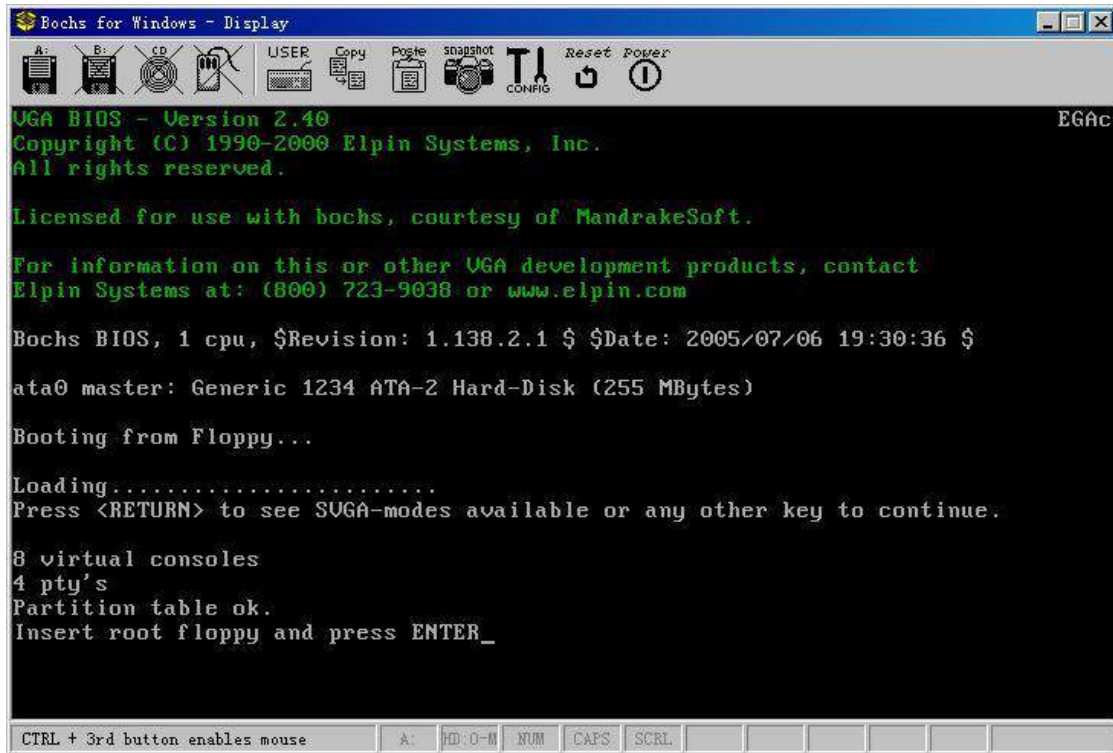 Bochs for Windows - Display
A: B: CD USER Copy Poste snapshot CONFIG Reset Power
VGA BIOS - Version 2.40 EGAc
Copyright (C) 1990-2000 Elpin Systems, Inc.
All rights reserved.
Licensed for use with bochs, courtesy of MandrakeSoft.
For information on this or other VGA development products, contact
Elpin Systems at: (800) 723-9038 or www.elpin.com
Bochs BIOS, 1 cpu, $Revision: 1.138.2.1 $ $Date: 2005/07/06 19:30:36 $
ata0 master: Generic 1234 ATA-2 Hard-Disk (255 MBytes)
Booting from Floppy...
Loading........................
Press <RETURN> to see SVGA-modes available or any other key to continue.
8 virtual consoles
4 pty's
Partition table ok.
Insert root floppy and press ENTER_
CTRL + 3rd button enables mouse A: HD:0-M NUM CAPS SCRL